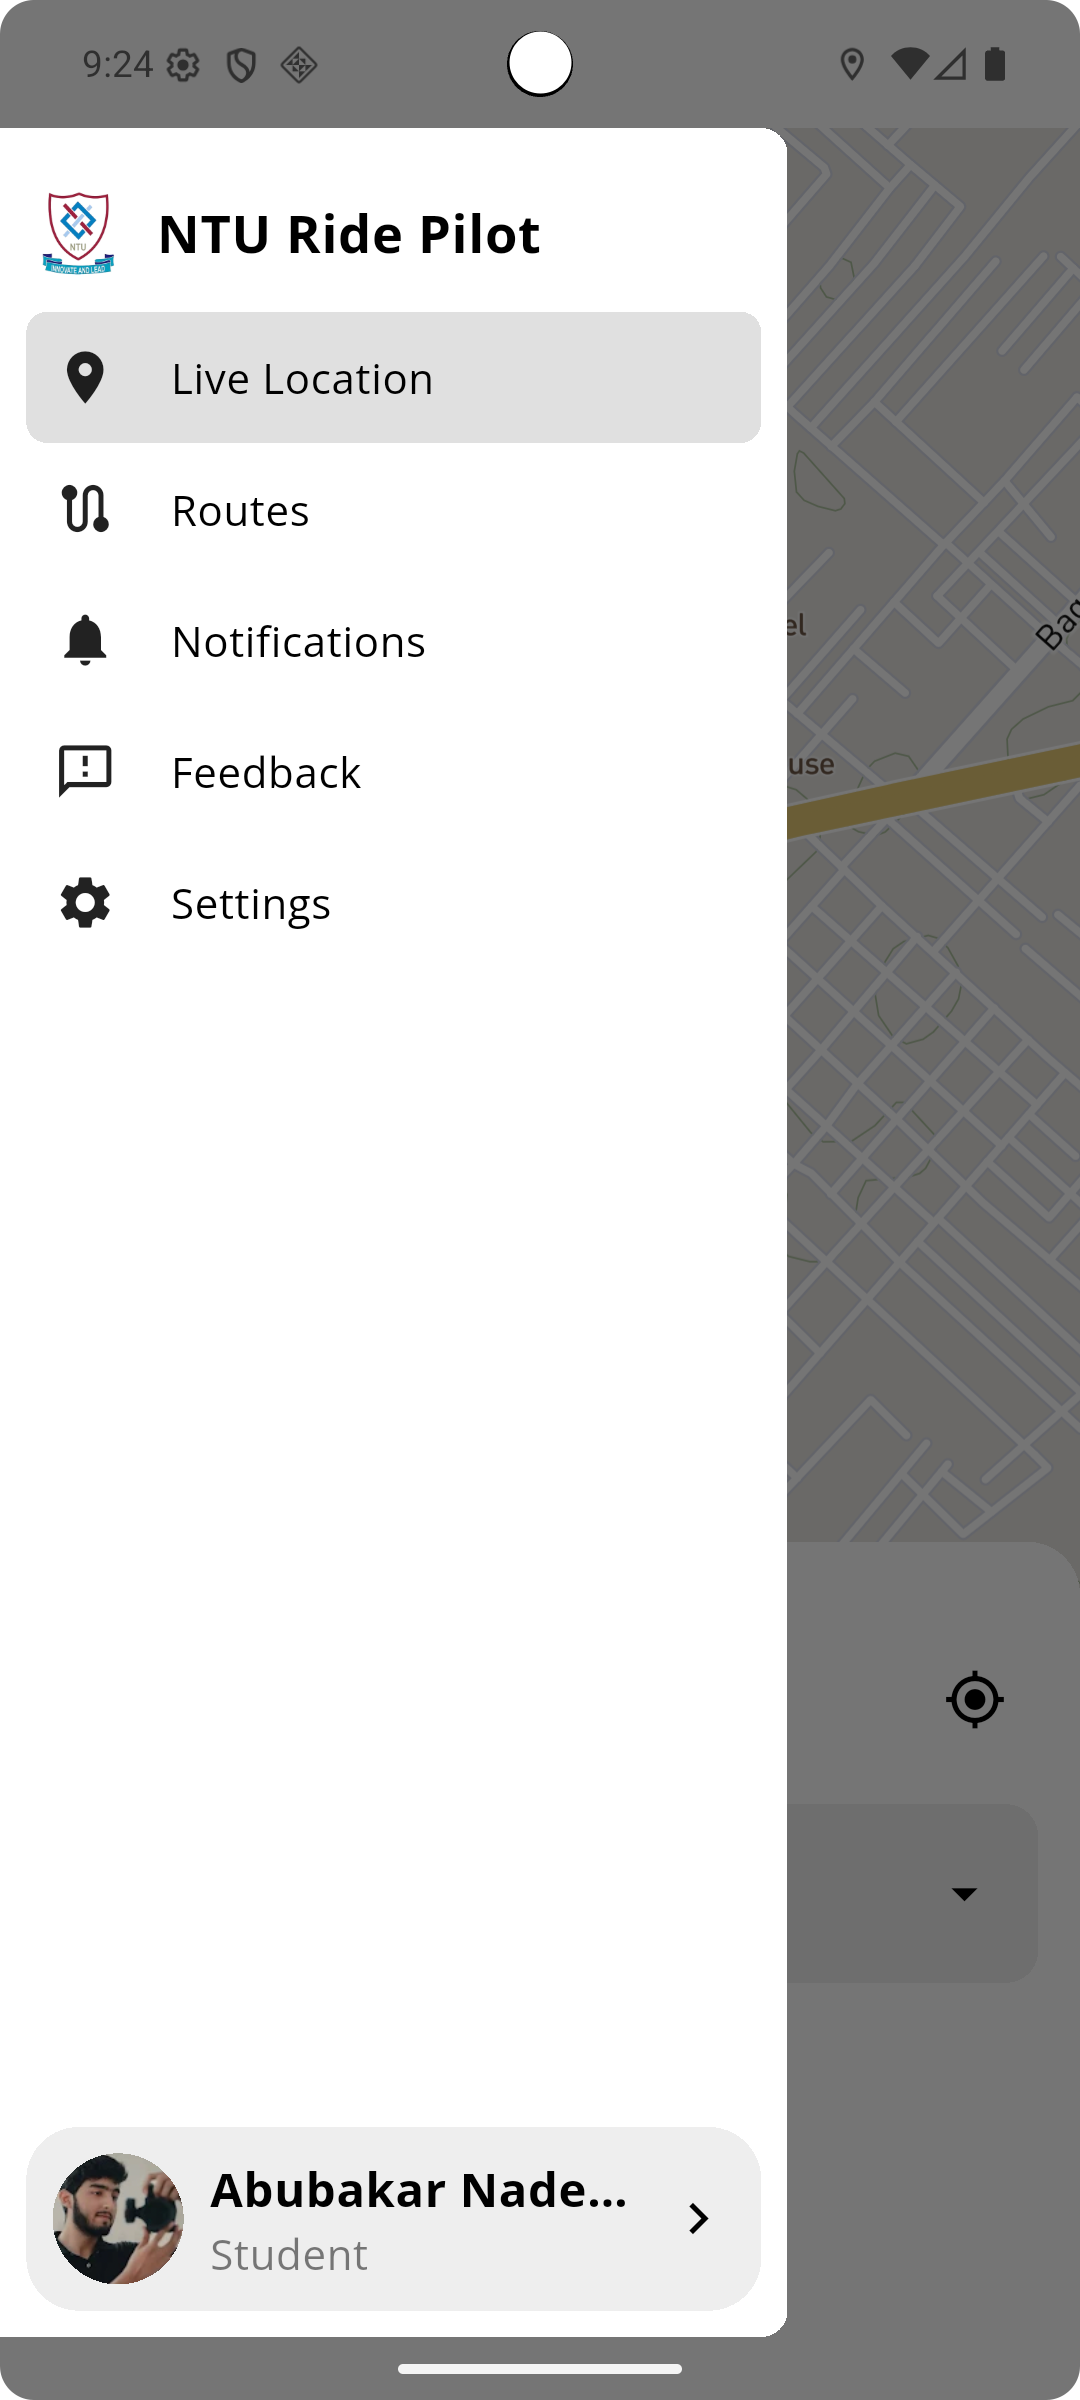 9:24
NTU
INNOVATE AND LEAD
NTU Ride Pilot
Live Location
Routes
Notifications
Feedback
Settings
el
Bag
use
Abubakar Nade...
Student